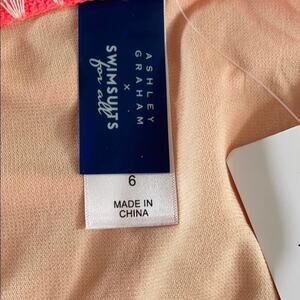 ASHLEY
GRAHAM
x
SWIMSUITS
for all
6
MADE IN
CHINA